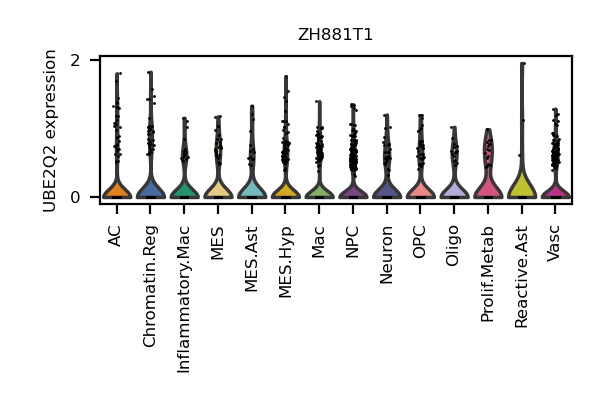 ZH881T1
UBE2Q2 expression
2
0
AC
Chromatin.Reg
Inflammatory.Mac
MES
MES.Ast
MES.Hyp
Mac
NPC
Neuron
OPC
Oligo
Prolif.Metab
Reactive.Ast
Vasc